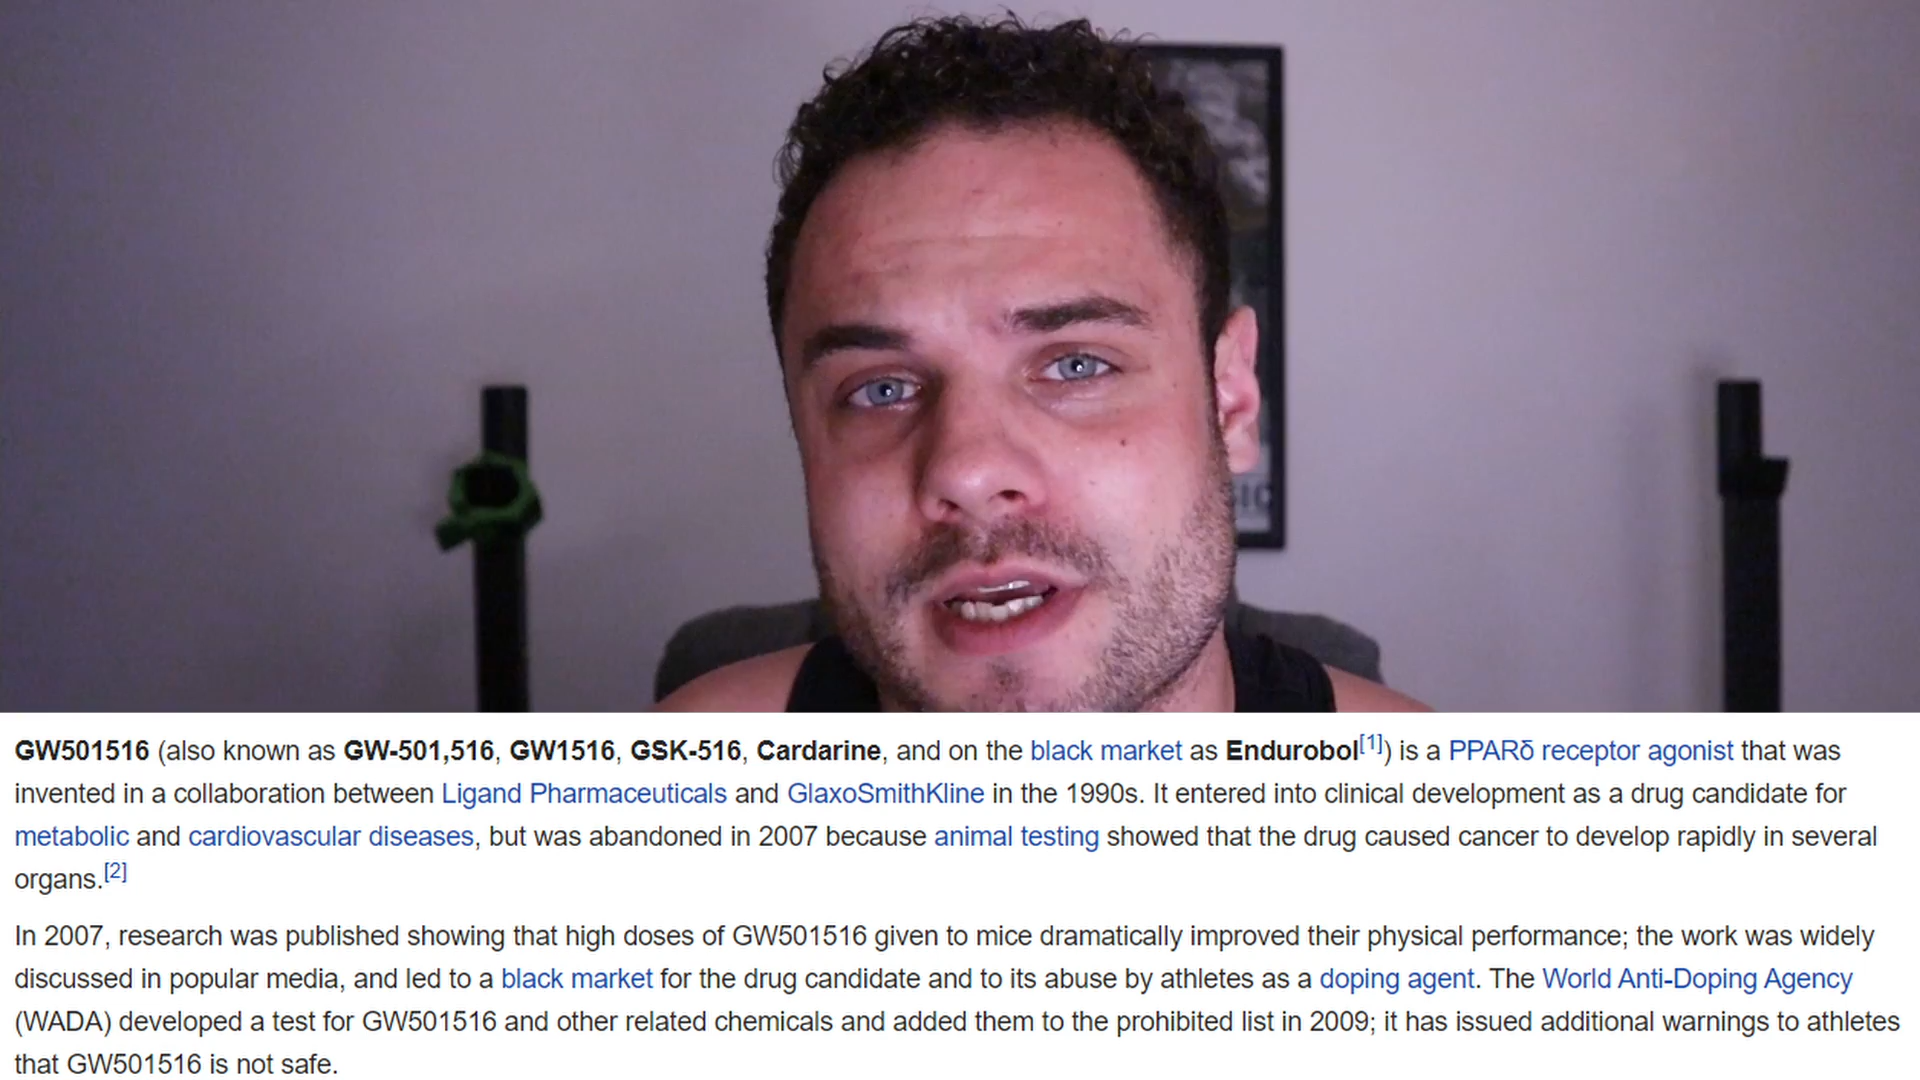 SIC
GW501516 (also known as GW-501,516, GW1516, GSK-516, Cardarine, and on the black market as Endurobol[1]) is a PPARδ receptor agonist that was
invented in a collaboration between Ligand Pharmaceuticals and GlaxoSmithKline in the 1990s. It entered into clinical development as a drug candidate for
metabolic and cardiovascular diseases, but was abandoned in 2007 because animal testing showed that the drug caused cancer to develop rapidly in several
organs.[2]
In 2007, research was published showing that high doses of GW501516 given to mice dramatically improved their physical performance; the work was widely
discussed in popular media, and led to a black market for the drug candidate and to its abuse by athletes as a doping agent. The World Anti-Doping Agency
(WADA) developed a test for GW501516 and other related chemicals and added them to the prohibited list in 2009; it has issued additional warnings to athletes
that GW501516 is not safe.